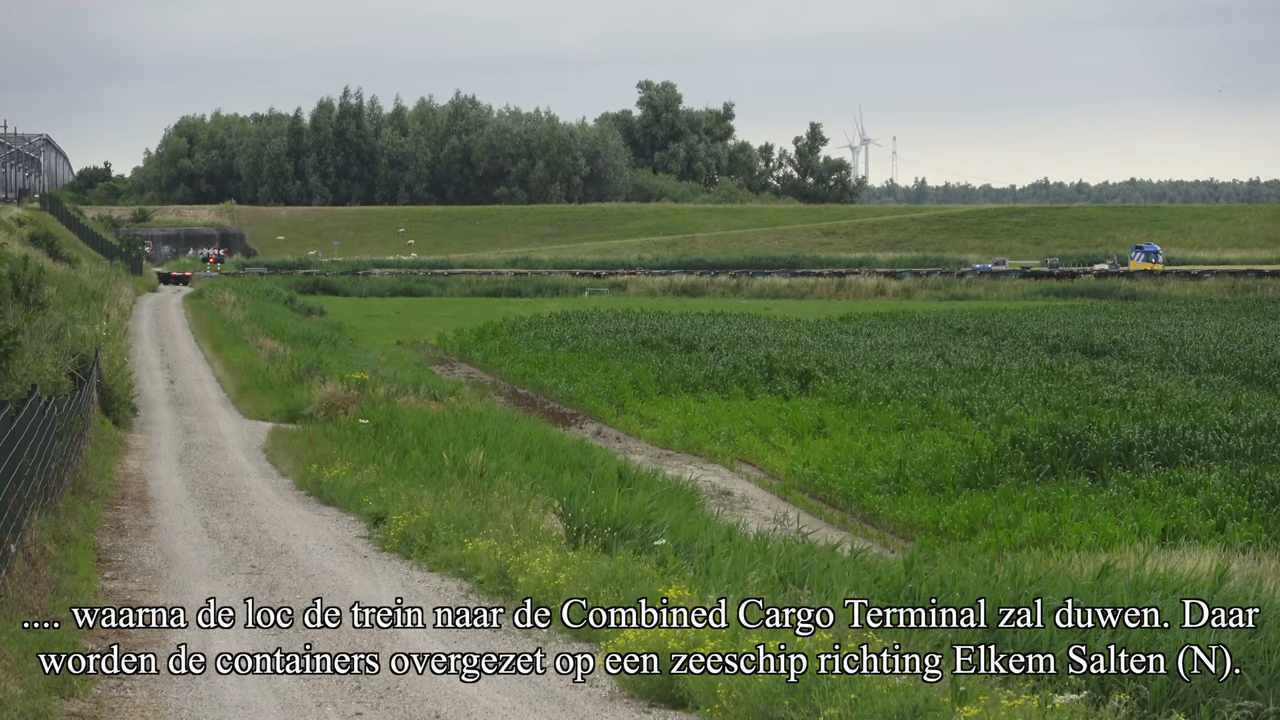 .... waarna de loc de trein naar de Combined Cargo Terminal zal duwen. Daar
worden de containers overgezet op een zeeschip richting Elkem Salten (N).